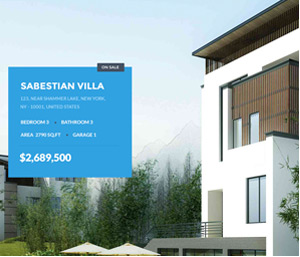 ON SALE
SABESTIAN VILLA
121, NEAR SHAMMER LAKE, NEW YORK,
NY - 10001, UNITED STATES
BEDROOM 3 • BATHROOM 3
AREA 2790 SQ.FT • GARAGE 1
$2,689,500